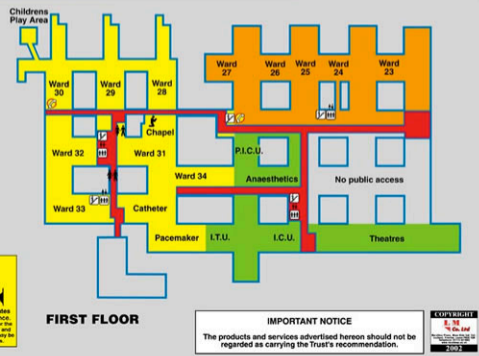 Childrens
Play Area
Ward
30
Ward
29
Ward
28
Ward
27
Ward
26
Ward
25
Ward
24
Ward
23
Chapel
Ward 32
Ward 31
P.I.C.U.
Ward 34
Anaesthetics
No public access
Ward 33
Catheter
Pacemaker
I.T.U.
I.C.U.
Theatres
FIRST FLOOR
IMPORTANT NOTICE
The products and services advertised hereon should not be
regarded as carrying the Trust's recommendation.
COPYRIGHT
L M
Co. Ltd
2002